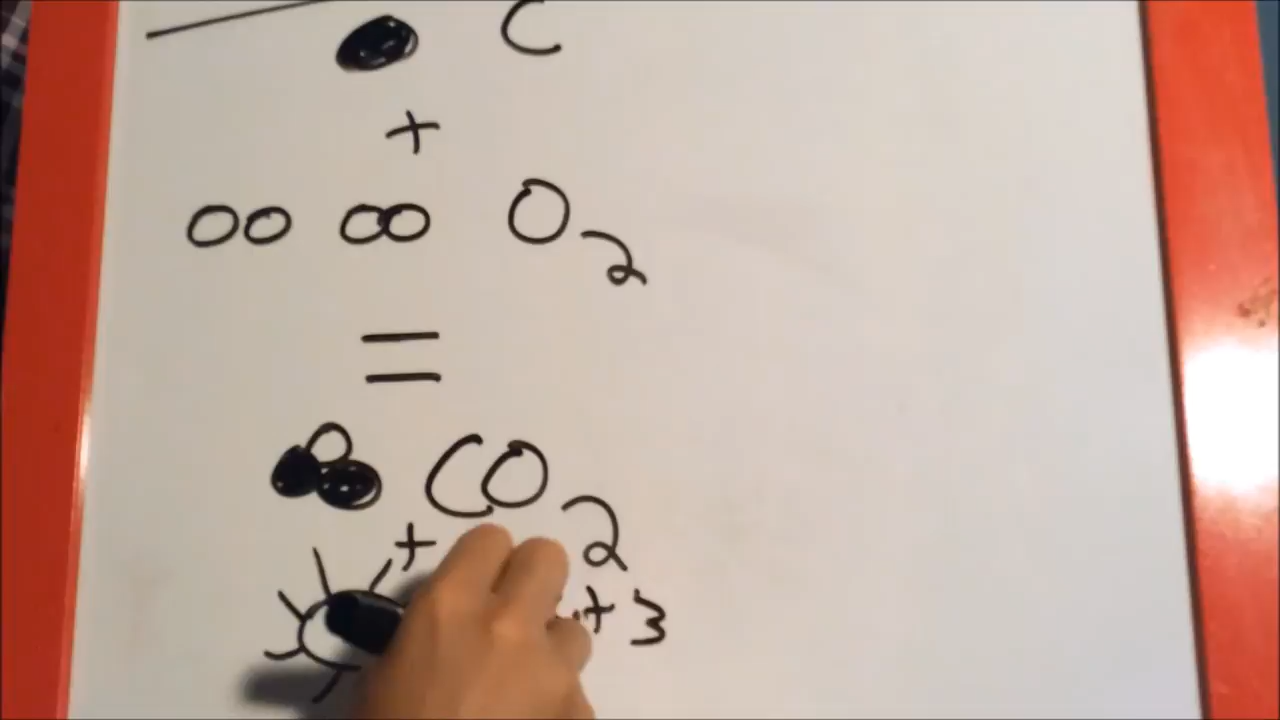 C
+
O2
=
CO2
+
+ 3